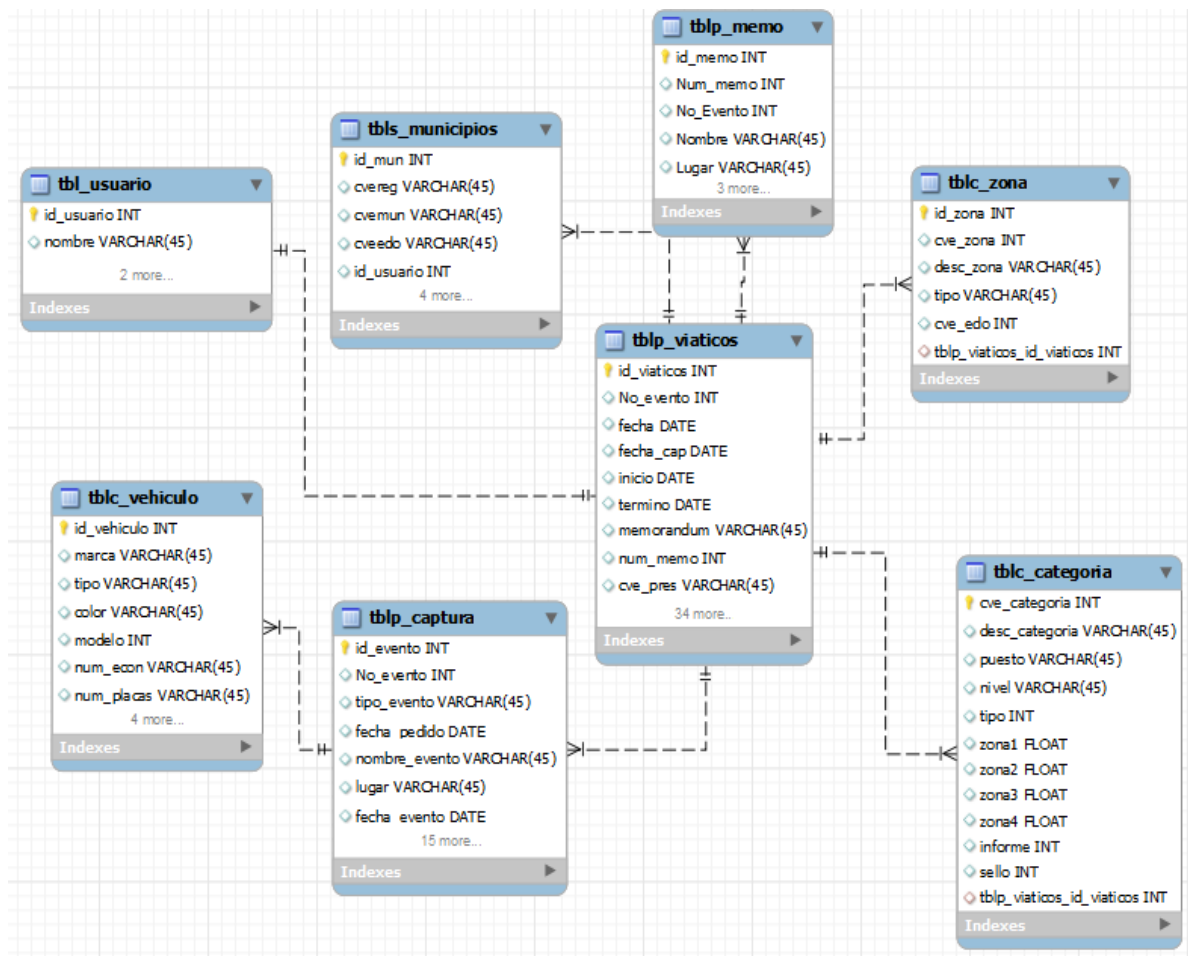 tblp_memo
id_memo INT
Num_memo INT
No_Evento INT
Nombre VARCHAR(45)
Lugar VARCHAR(45)
3 more...
Indexes
tbls_municipios
id_mun INT
cvereg VARCHAR(45)
cvemun VARCHAR(45)
cveedo VARCHAR(45)
id_usuario INT
4 more...
Indexes
tbl_usuario
id_usuario INT
nombre VARCHAR(45)
2 more...
Indexes
tblc_zona
id_zona INT
cve_zona INT
desc_zona VARCHAR(45)
tipo VARCHAR(45)
cve_edo INT
tblp_viaticos_id_viaticos INT
Indexes
tblp_viaticos
id_viaticos INT
No_evento INT
fecha DATE
fecha_cap DATE
inicio DATE
termino DATE
memorandum VARCHAR(45)
num_memo INT
cve_pres VARCHAR(45)
34 more..
Indexes
tblc_vehiculo
id_vehiculo INT
marca VARCHAR(45)
tipo VARCHAR(45)
color VARCHAR(45)
modelo INT
num_econ VARCHAR(45)
num_placas VARCHAR(45)
4 more...
Indexes
tblp_captura
id_evento INT
No_evento INT
tipo_evento VARCHAR(45)
fecha_pedido DATE
nombre_evento VARCHAR(45)
lugar VARCHAR(45)
fecha_evento DATE
15 more...
Indexes
tblc_categoria
cve_categoria INT
desc_categoria VARCHAR(45)
puesto VARCHAR(45)
nivel VARCHAR(45)
tipo INT
zona1 FLOAT
zona2 FLOAT
zona3 FLOAT
zona4 FLOAT
informe INT
sello INT
tblp_viaticos_id_viaticos INT
Indexes